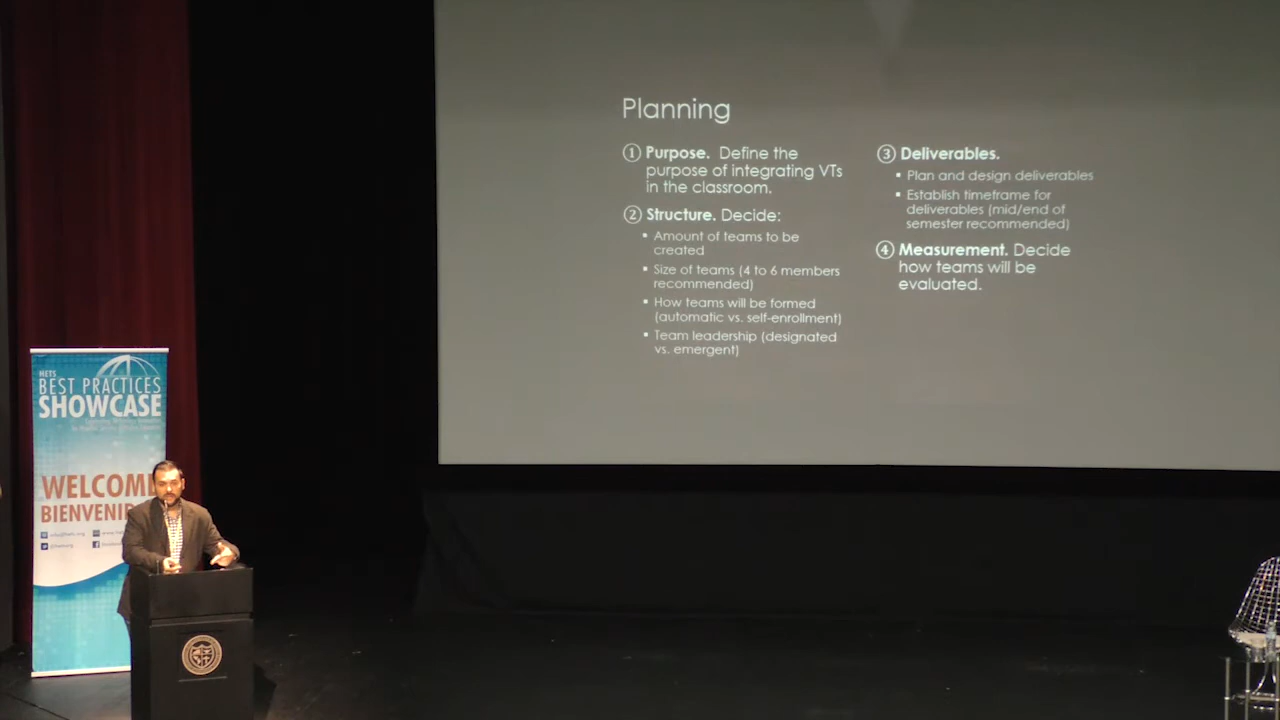 Planning
① Purpose. Define the
purpose of integrating VTs
in the classroom.
② Structure. Decide:
▪ Amount of teams to be
created
▪ Size of teams (4 to 6 members
recommended)
▪ How teams will be formed
(automatic vs. self-enrollment)
▪ Team leadership (designated
vs. emergent)
③ Deliverables.
▪ Plan and design deliverables
▪ Establish timeframe for
deliverables (mid/end of
semester recommended)
④ Measurement. Decide
how teams will be
evaluated.
HETS
BEST PRACTICES
SHOWCASE
WELCOM
BIENVENI